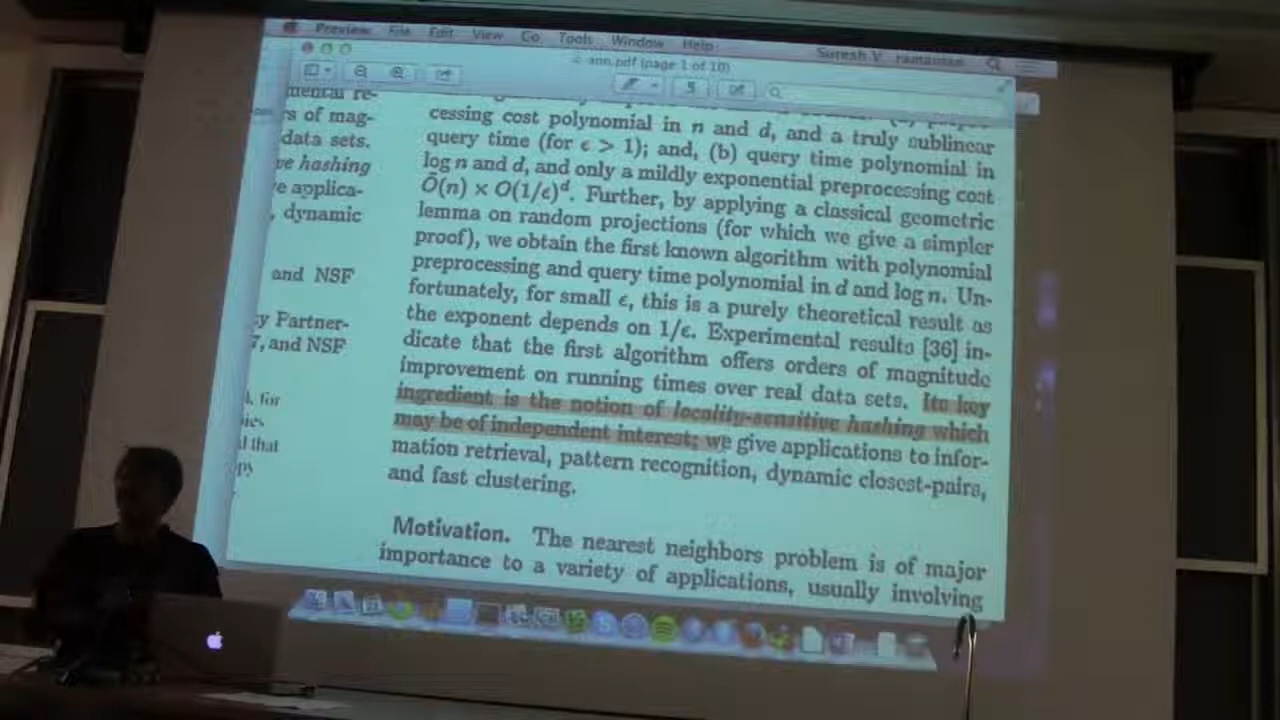 Preview File Edit View Go Tools Window Help Suresh V. ramanan
ann.pdf (page 1 of 10)
mental re-
rs of mag-
data sets.
ve hashing
e applica-
, dynamic
and NSF
sy Partner-
7, and NSF
, for
that
cessing cost polynomial in n and d, and a truly sublinear
query time (for ϵ > 1); and, (b) query time polynomial in
log n and d, and only a mildly exponential preprocessing cost
Õ(n) × O(1/ϵ)^d. Further, by applying a classical geometric
lemma on random projections (for which we give a simpler
proof), we obtain the first known algorithm with polynomial
preprocessing and query time polynomial in d and log n. Un-
fortunately, for small ϵ, this is a purely theoretical result as
the exponent depends on 1/ϵ. Experimental results [36] in-
dicate that the first algorithm offers orders of magnitude
improvement on running times over real data sets. Its key
ingredient is the notion of locality-sensitive hashing which
may be of independent interest; we give applications to infor-
mation retrieval, pattern recognition, dynamic closest-pairs,
and fast clustering.
Motivation. The nearest neighbors problem is of major
importance to a variety of applications, usually involving